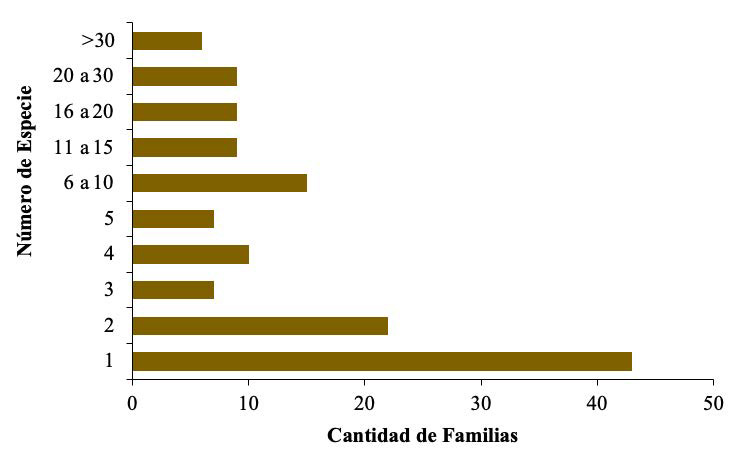 >30
20 a 30
16 a 20
11 a 15
6 a 10
5
4
3
2
1
Número de Especie
0 10 20 30 40 50
Cantidad de Familias